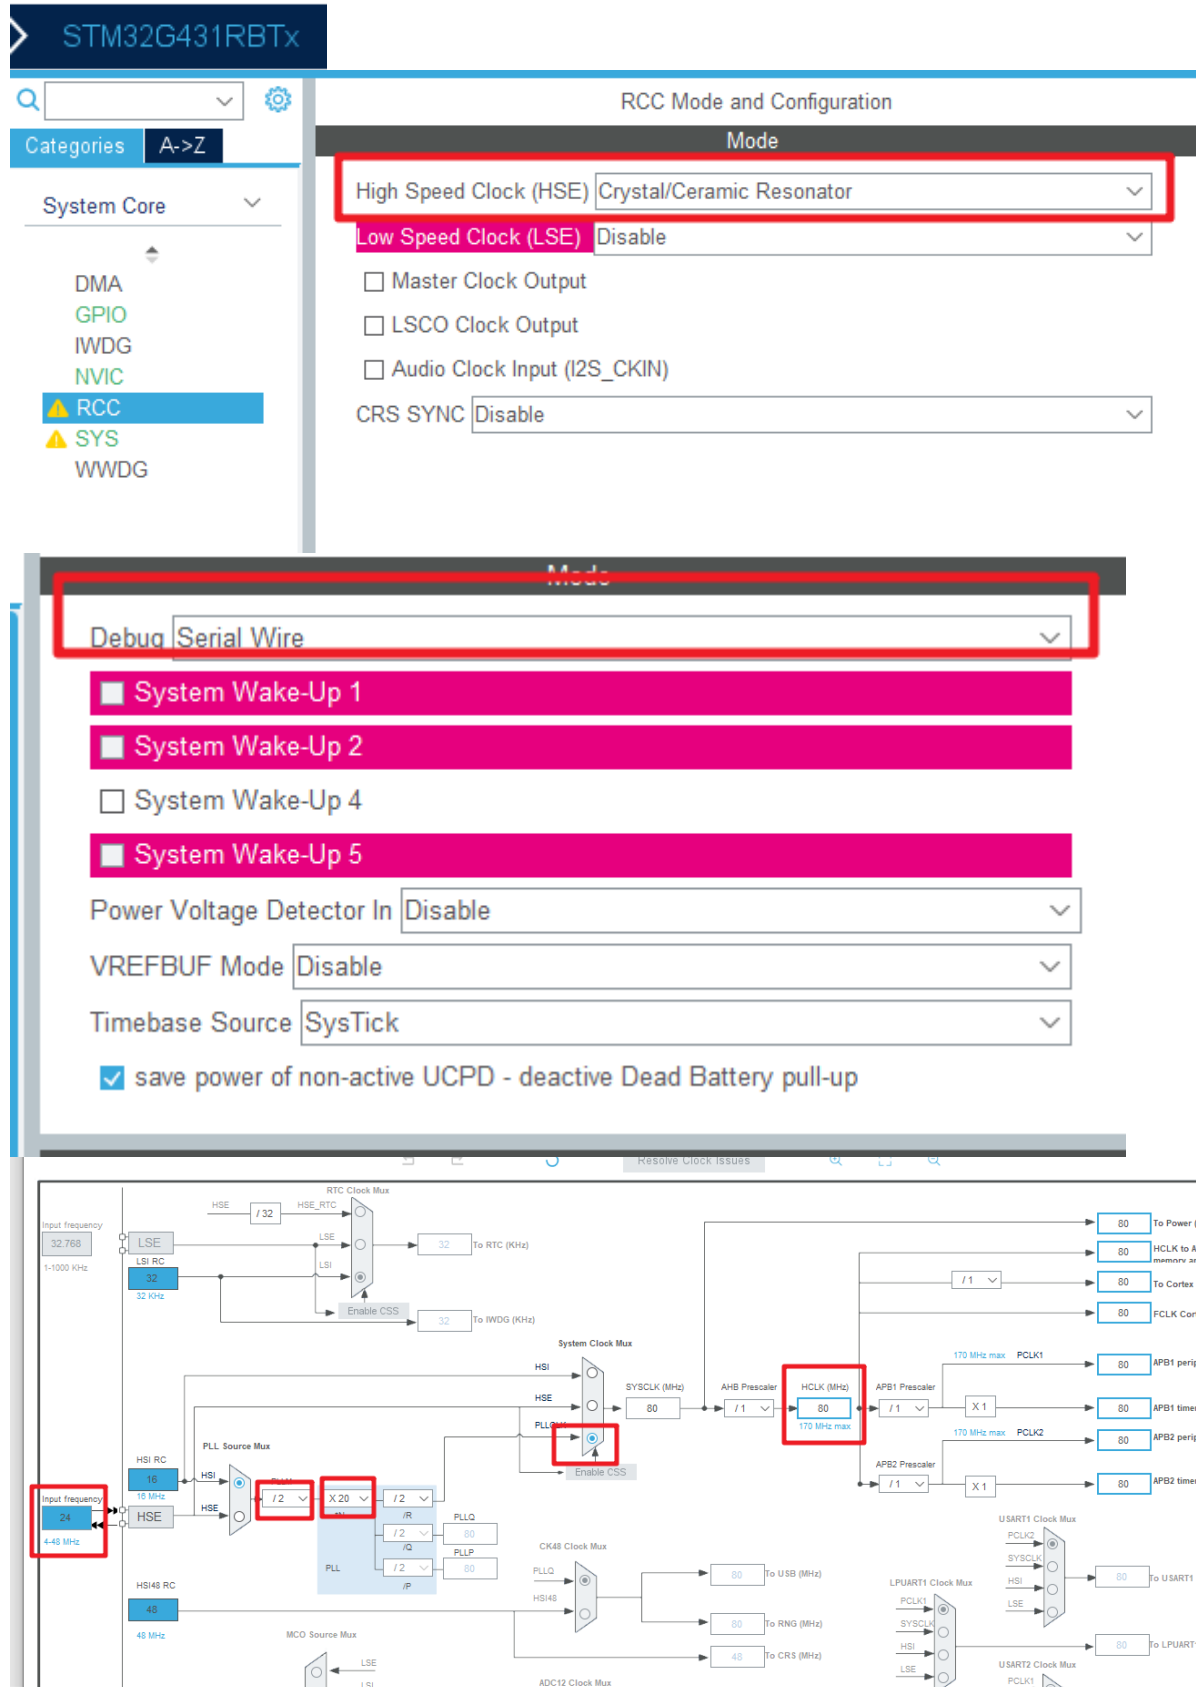 STM32G431RBTx
RCC Mode and Configuration
Categories A->Z
Mode
System Core
High Speed Clock (HSE) Crystal/Ceramic Resonator
Low Speed Clock (LSE) Disable
Master Clock Output
LSCO Clock Output
Audio Clock Input (I2S_CKIN)
CRS SYNC Disable
DMA
GPIO
IWDG
NVIC
RCC
SYS
WWDG
Mode
Debug Serial Wire
System Wake-Up 1
System Wake-Up 2
System Wake-Up 4
System Wake-Up 5
Power Voltage Detector In Disable
VREFBUF Mode Disable
Timebase Source SysTick
save power of non-active UCPD - deactive Dead Battery pull-up
Resolve Clock Issues
RTC Clock Mux
HSE / 32 HSE_RTC
Input frequency
32.768
1-1000 KHz
LSE
LSE
32 To RTC (KHz)
LSI RC
32
32 KHz
LSI
Enable CSS
32 To IWDG (KHz)
80 To Power (
80 HCLK to A
memory an
/ 1 80 To Cortex
80 FCLK Cor
System Clock Mux
HSI
HSE
PLLCLK
Enable CSS
SYSCLK (MHz)
80
AHB Prescaler
/ 1
HCLK (MHz)
80
170 MHz max
APB1 Prescaler
/ 1
170 MHz max PCLK1
80 APB1 perip
X 1 80 APB1 timer
170 MHz max PCLK2
80 APB2 perip
APB2 Prescaler
/ 1
X 1 80 APB2 timer
PLL Source Mux
HSI RC
16
16 MHz
HSI
HSE
Input frequency
24
4-48 MHz
HSE
PLLM
/ 2
X 20
*N
/ 2
/R
/ 2
/Q
/ 2
/P
PLL
PLLQ
80
PLLP
80
HSI48 RC
48
48 MHz
CK48 Clock Mux
PLLQ
HSI48
80 To USB (MHz)
80 To RNG (MHz)
48 To CRS (MHz)
USART1 Clock Mux
PCLK2
SYSCLK
HSI
LSE
80 To USART1
LPUART1 Clock Mux
PCLK1
SYSCLK
HSI
LSE
80 To LPUART
MCO Source Mux
LSE
LSI
ADC12 Clock Mux
USART2 Clock Mux
PCLK1